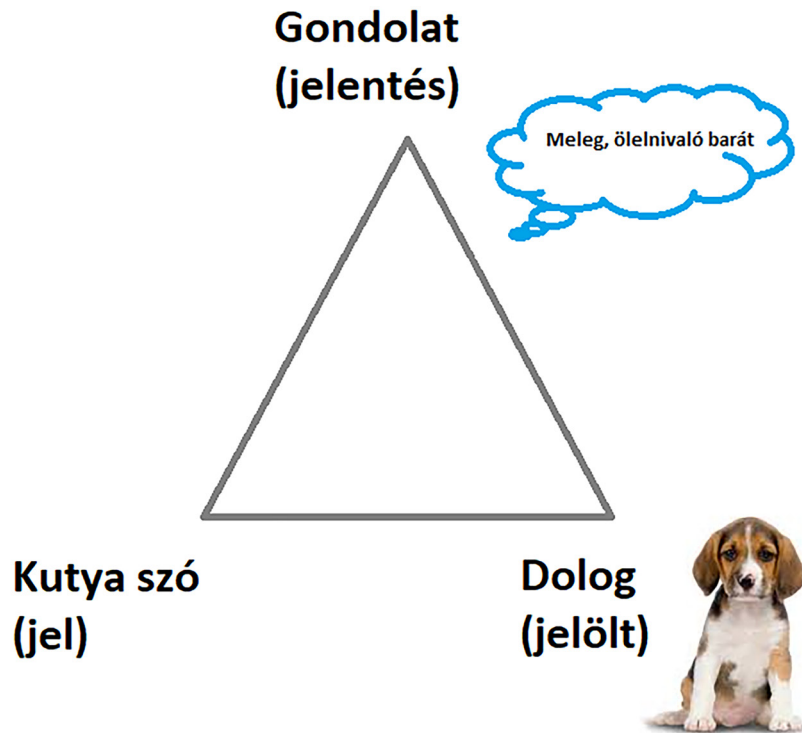 Gondolat
(jelentés)
Meleg, ölelnivaló barát
Kutya szó
(jel)
Dolog
(jelölt)